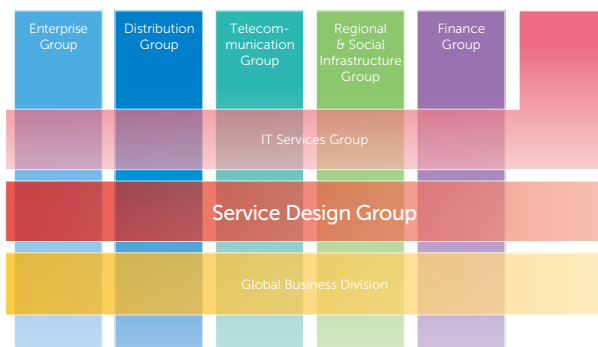 Enterprise
Group
Distribution
Group
Telecom-
munication
Group
Regional
& Social
Infrastructure
Group
Finance
Group
IT Services Group
Service Design Group
Global Business Division